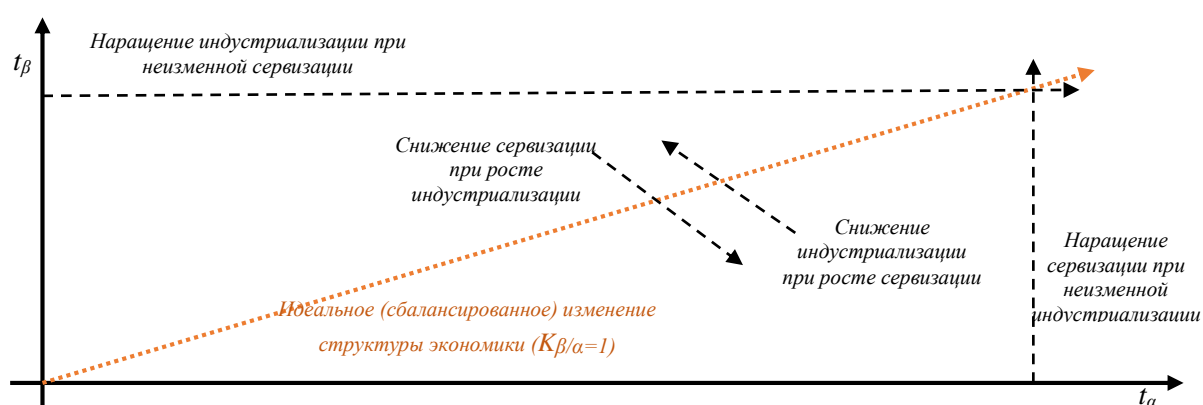 Наращение индустриализации при
неизменной сервизации
tβ
Снижение сервизации
при росте
индустриализации
Снижение
индустриализации
при росте сервизации
Наращение
сервизации при
неизменной
индустриализации
Идеальное (сбалансированное) изменение
структуры экономики (Kβ/α=1)
tα